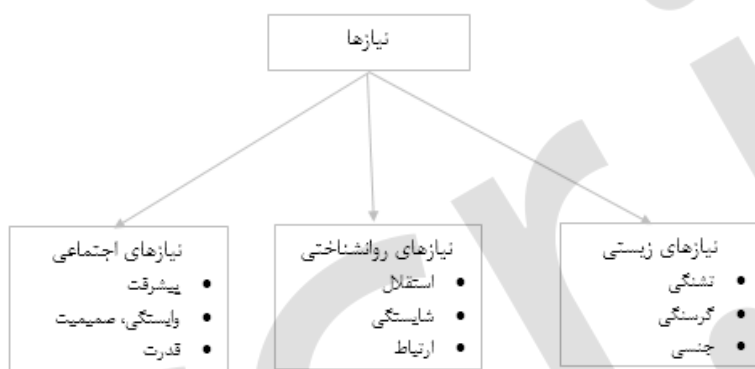 نیازها
نیازهای زیستی
• تشنگی
• گرسنگی
• جنسی
نیازهای روانشناختی
• استقلال
• شایستگی
• ارتباط
نیازهای اجتماعی
• پیشرفت
• وابستگی، صمیمیت
• قدرت